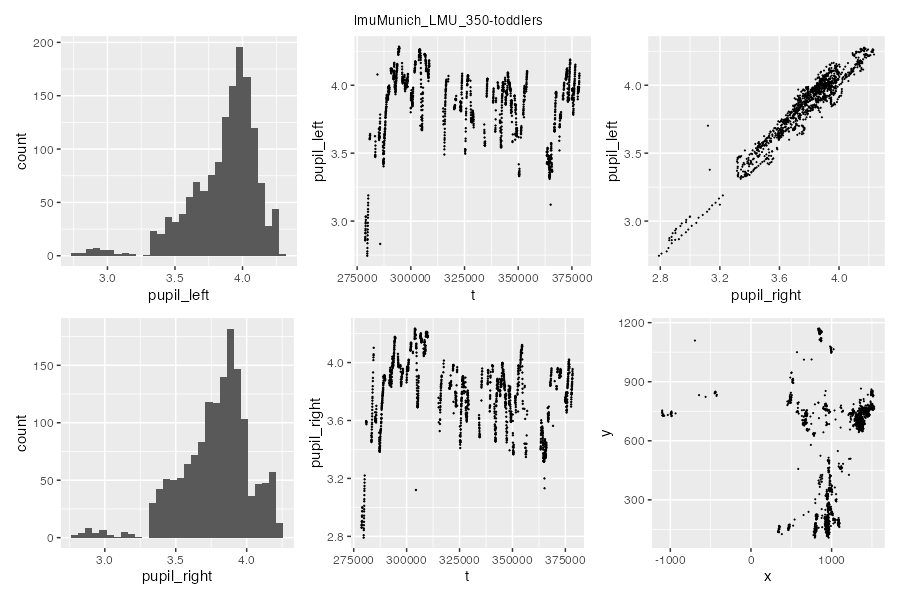 lmuMunich_LMU_350-toddlers
count
200
150
100
50
0
3.0 3.5 4.0
pupil_left
pupil_left
4.0
3.5
3.0
275000 300000 325000 350000 375000
t
pupil_left
4.0
3.5
3.0
2.8 3.2 3.6 4.0
pupil_right
count
150
100
50
0
3.0 3.5 4.0
pupil_right
pupil_right
4.0
3.6
3.2
2.8
275000 300000 325000 350000 375000
t
y
1200
900
600
300
-1000 0 1000
x